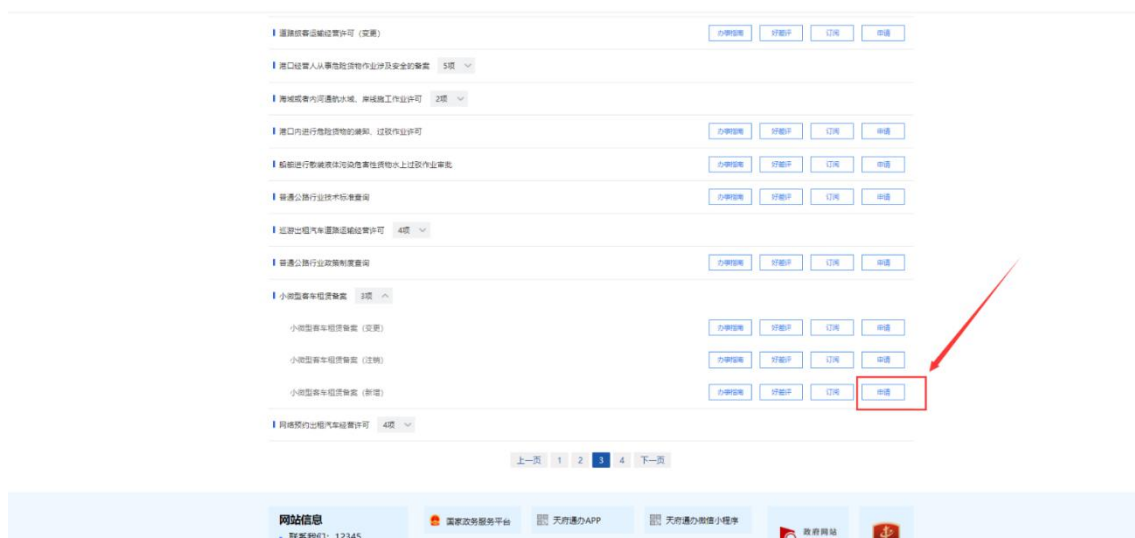 道路旅客运输经营许可（变更） 办事指南 好差评 订阅 申请
港口经营人从事危险货物作业涉及安全的备案 5项
海域或者内河通航水域、岸线施工作业许可 2项
港口内进行危险货物的装卸、过驳作业许可 办事指南 好差评 订阅 申请
船舶进行散装液体污染危害性货物水上过驳作业审批 办事指南 好差评 订阅 申请
普通公路行业技术标准查询 办事指南 好差评 订阅 申请
巡游出租汽车道路运输经营许可 4项
普通公路行业政策制度查询 办事指南 好差评 订阅 申请
小微型客车租赁备案 3项
小微型客车租赁备案（变更） 办事指南 好差评 订阅 申请
小微型客车租赁备案（注销） 办事指南 好差评 订阅 申请
小微型客车租赁备案（新增） 办事指南 好差评 订阅 申请
网络预约出租汽车经营许可 4项
上一页 1 2 3 4 下一页
网站信息 国家政务服务平台 天府通办APP 天府通办微信小程序
联系我们：12345 政府网站